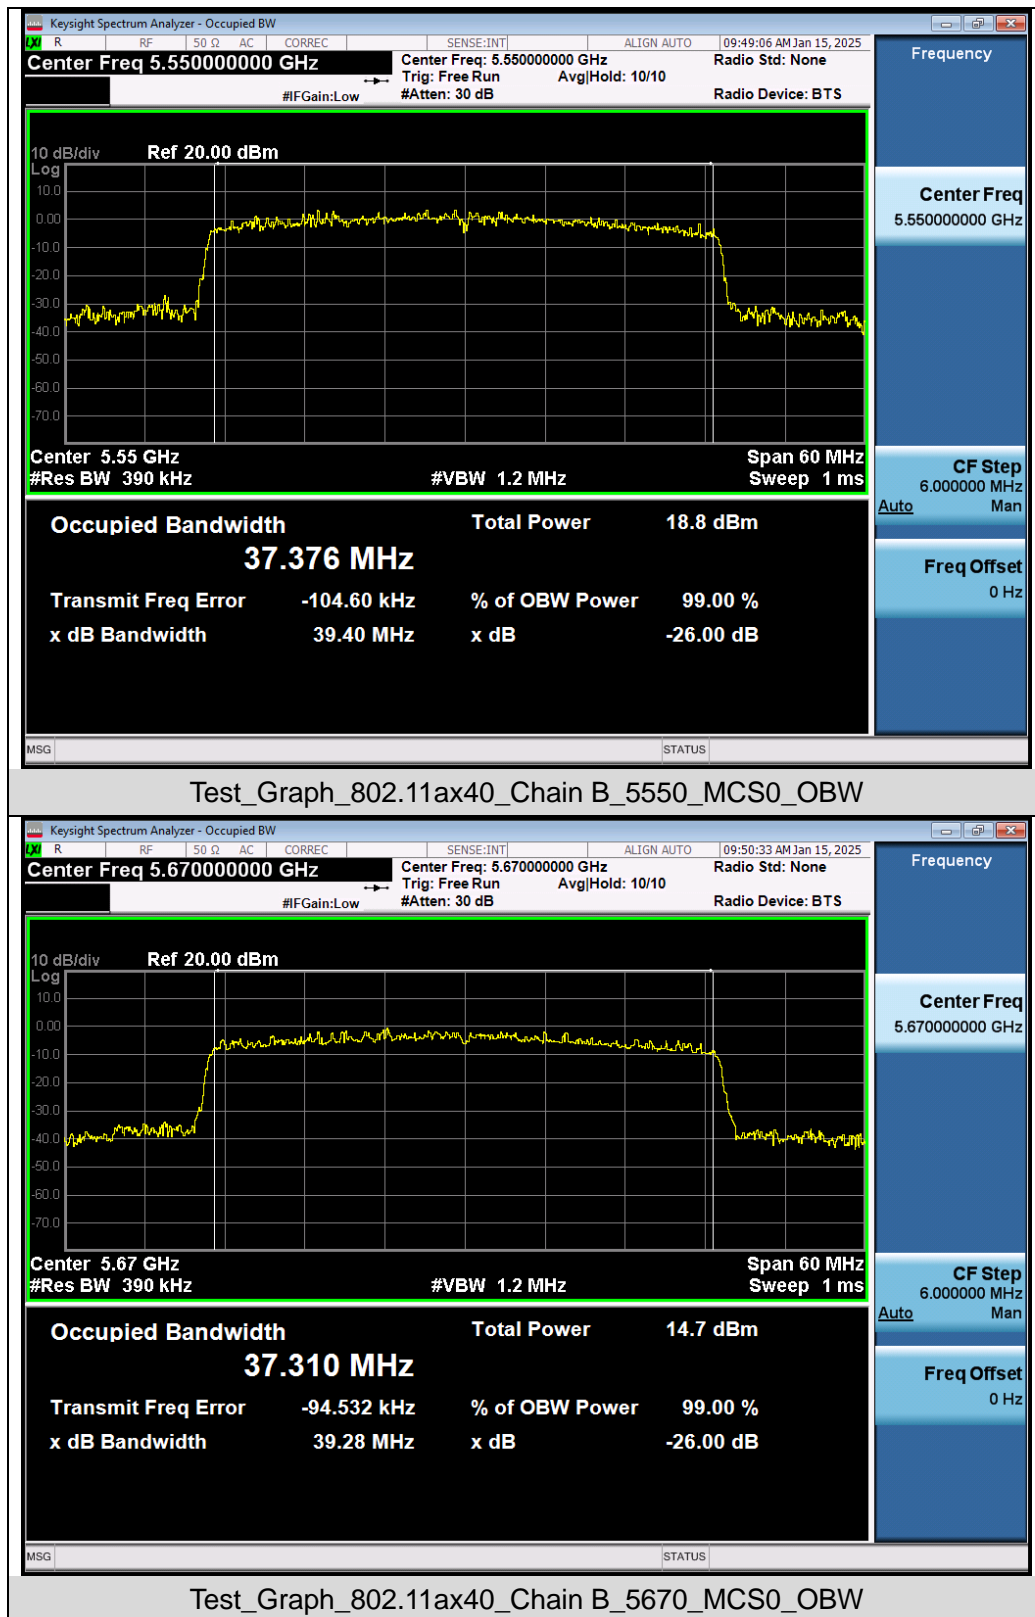 Keysight Spectrum Analyzer - Occupied BW
LXI R RF 50 Ω AC CORREC SENSE:INT ALIGN AUTO 09:49:06 AM Jan 15, 2025
Center Freq 5.550000000 GHz
Center Freq: 5.550000000 GHz Radio Std: None
Trig: Free Run Avg|Hold: 10/10
#IFGain:Low #Atten: 30 dB Radio Device: BTS
10 dB/div Ref 20.00 dBm
Log
10.0
0.00
-10.0
-20.0
-30.0
-40.0
-50.0
-60.0
-70.0
Center 5.55 GHz Span 60 MHz
#Res BW 390 kHz #VBW 1.2 MHz Sweep 1 ms
Occupied Bandwidth Total Power 18.8 dBm
37.376 MHz
Transmit Freq Error -104.60 kHz % of OBW Power 99.00 %
x dB Bandwidth 39.40 MHz x dB -26.00 dB
Frequency
Center Freq
5.550000000 GHz
CF Step
6.000000 MHz
Auto Man
Freq Offset
0 Hz
MSG STATUS
Test_Graph_802.11ax40_Chain B_5550_MCS0_OBW
Keysight Spectrum Analyzer - Occupied BW
LXI R RF 50 Ω AC CORREC SENSE:INT ALIGN AUTO 09:50:33 AM Jan 15, 2025
Center Freq 5.670000000 GHz
Center Freq: 5.670000000 GHz Radio Std: None
Trig: Free Run Avg|Hold: 10/10
#IFGain:Low #Atten: 30 dB Radio Device: BTS
10 dB/div Ref 20.00 dBm
Log
10.0
0.00
-10.0
-20.0
-30.0
-40.0
-50.0
-60.0
-70.0
Center 5.67 GHz Span 60 MHz
#Res BW 390 kHz #VBW 1.2 MHz Sweep 1 ms
Occupied Bandwidth Total Power 14.7 dBm
37.310 MHz
Transmit Freq Error -94.532 kHz % of OBW Power 99.00 %
x dB Bandwidth 39.28 MHz x dB -26.00 dB
Frequency
Center Freq
5.670000000 GHz
CF Step
6.000000 MHz
Auto Man
Freq Offset
0 Hz
MSG STATUS
Test_Graph_802.11ax40_Chain B_5670_MCS0_OBW